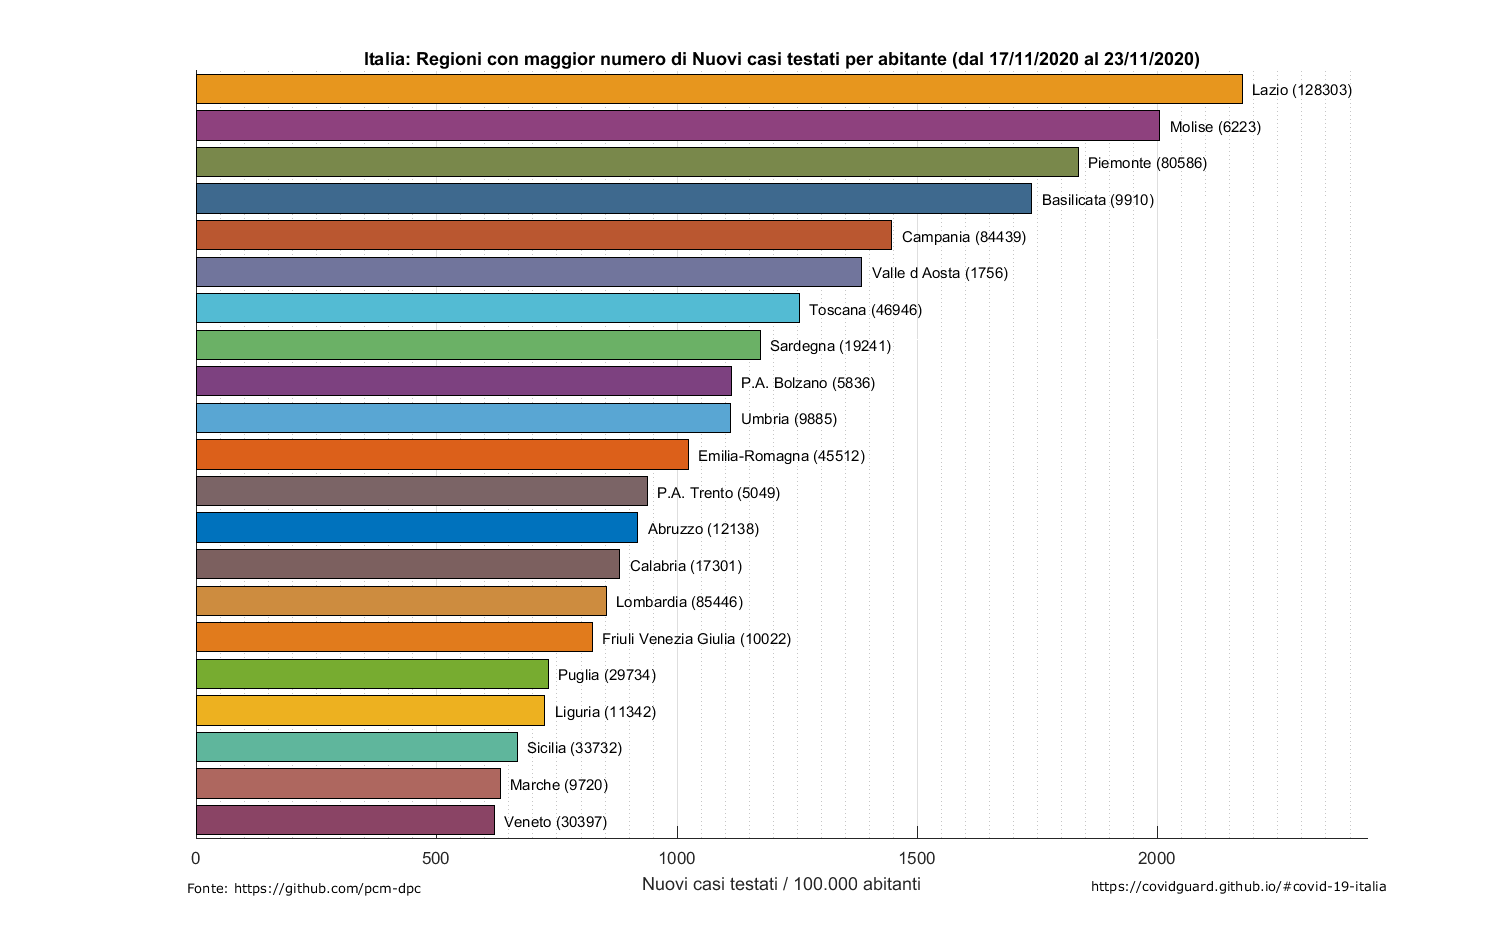 Italia: Regioni con maggior numero di Nuovi casi testati per abitante (dal 17/11/2020 al 23/11/2020)
Lazio (128303)
Molise (6223)
Piemonte (80586)
Basilicata (9910)
Campania (84439)
Valle d Aosta (1756)
Toscana (46946)
Sardegna (19241)
P.A. Bolzano (5836)
Umbria (9885)
Emilia-Romagna (45512)
P.A. Trento (5049)
Abruzzo (12138)
Calabria (17301)
Lombardia (85446)
Friuli Venezia Giulia (10022)
Puglia (29734)
Liguria (11342)
Sicilia (33732)
Marche (9720)
Veneto (30397)
0 500 1000 1500 2000
Nuovi casi testati / 100.000 abitanti
Fonte: https://github.com/pcm-dpc
https://covidguard.github.io/#covid-19-italia